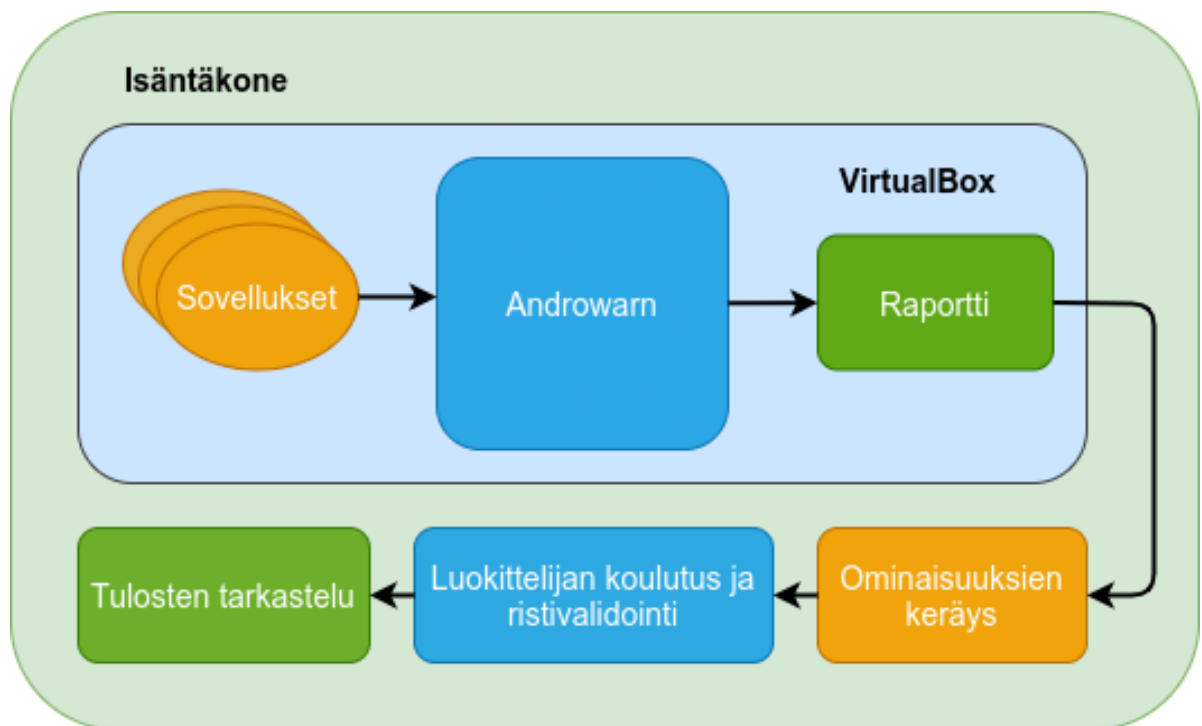 Isäntäkone
VirtualBox
Sovellukset
Androwarn
Raportti
Tulosten tarkastelu
Luokittelijan koulutus ja
ristivalidointi
Ominaisuuksien
keräys